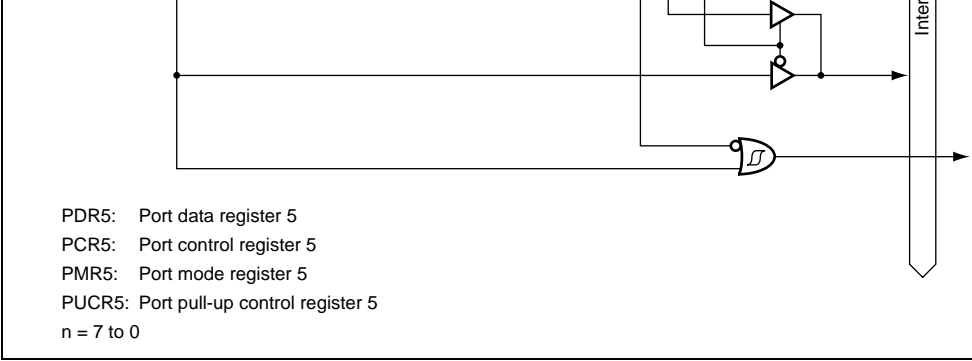 PDR5: Port data register 5
PCR5: Port control register 5
PMR5: Port mode register 5
PUCR5: Port pull-up control register 5
n = 7 to 0